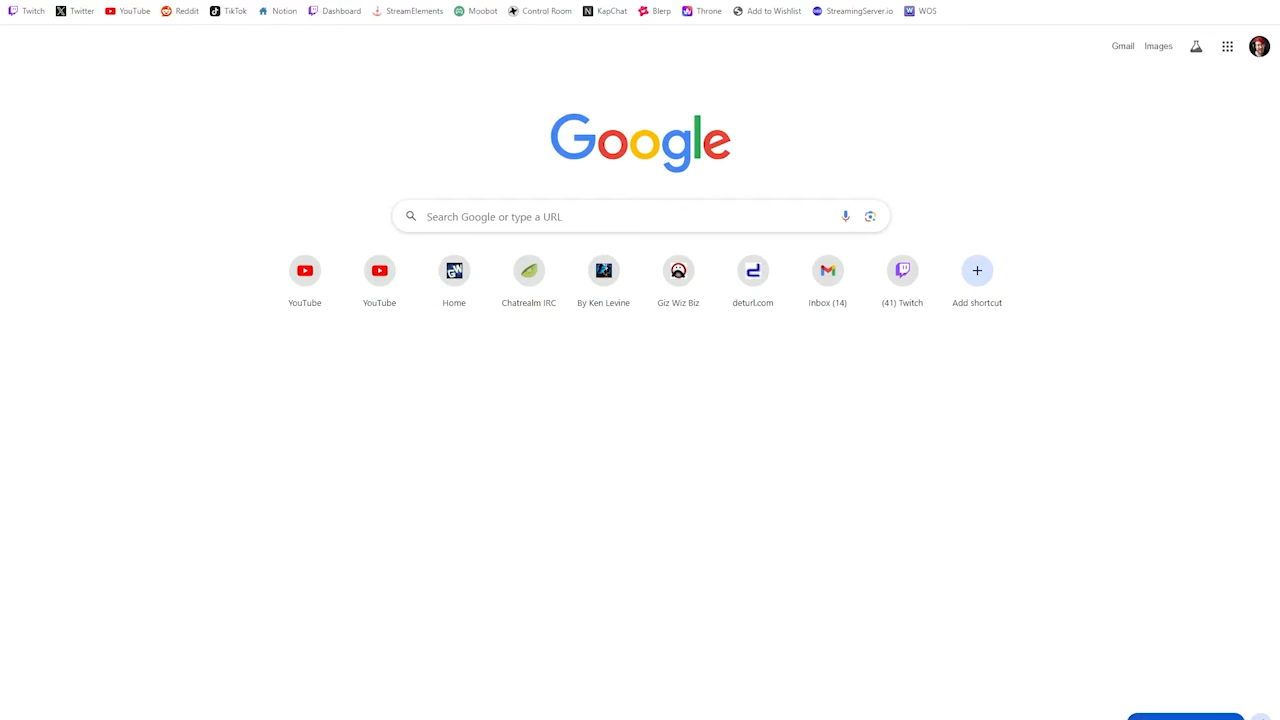 Twitch Twitter YouTube Reddit TikTok Notion Dashboard StreamElements Moobot Control Room KapChat Blerp Throne Add to Wishlist StreamingServer.io WOS
Gmail Images
Google
Search Google or type a URL
YouTube YouTube Home Chatrealm IRC By Ken Levine Giz Wiz Biz deturl.com Inbox (14) (41) Twitch Add shortcut